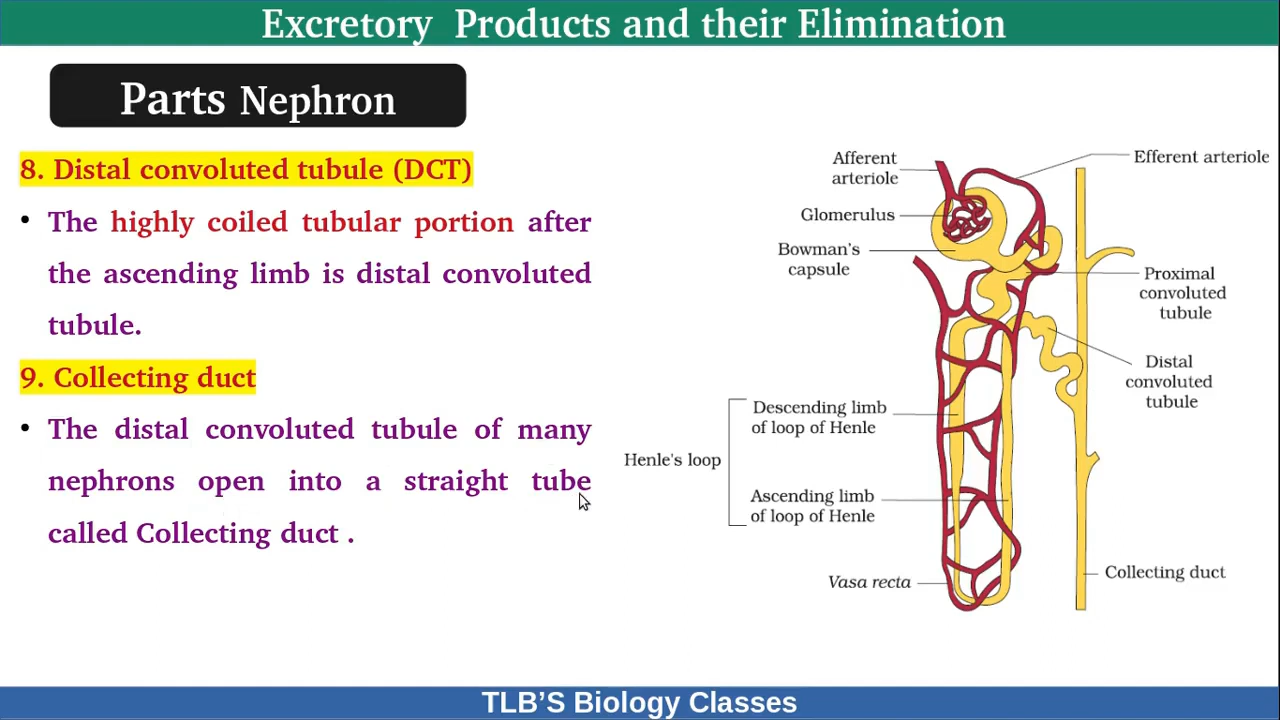 Excretory Products and their Elimination
Parts Nephron
8. Distal convoluted tubule (DCT)
• The highly coiled tubular portion after
the ascending limb is distal convoluted
tubule.
9. Collecting duct
• The distal convoluted tubule of many
nephrons open into a straight tube
called Collecting duct .
Afferent
arteriole
Efferent arteriole
Glomerulus
Bowman's
capsule
Proximal
convoluted
tubule
Distal
convoluted
tubule
Descending limb
of loop of Henle
Henle's loop
Ascending limb
of loop of Henle
Vasa recta
Collecting duct
TLB'S Biology Classes